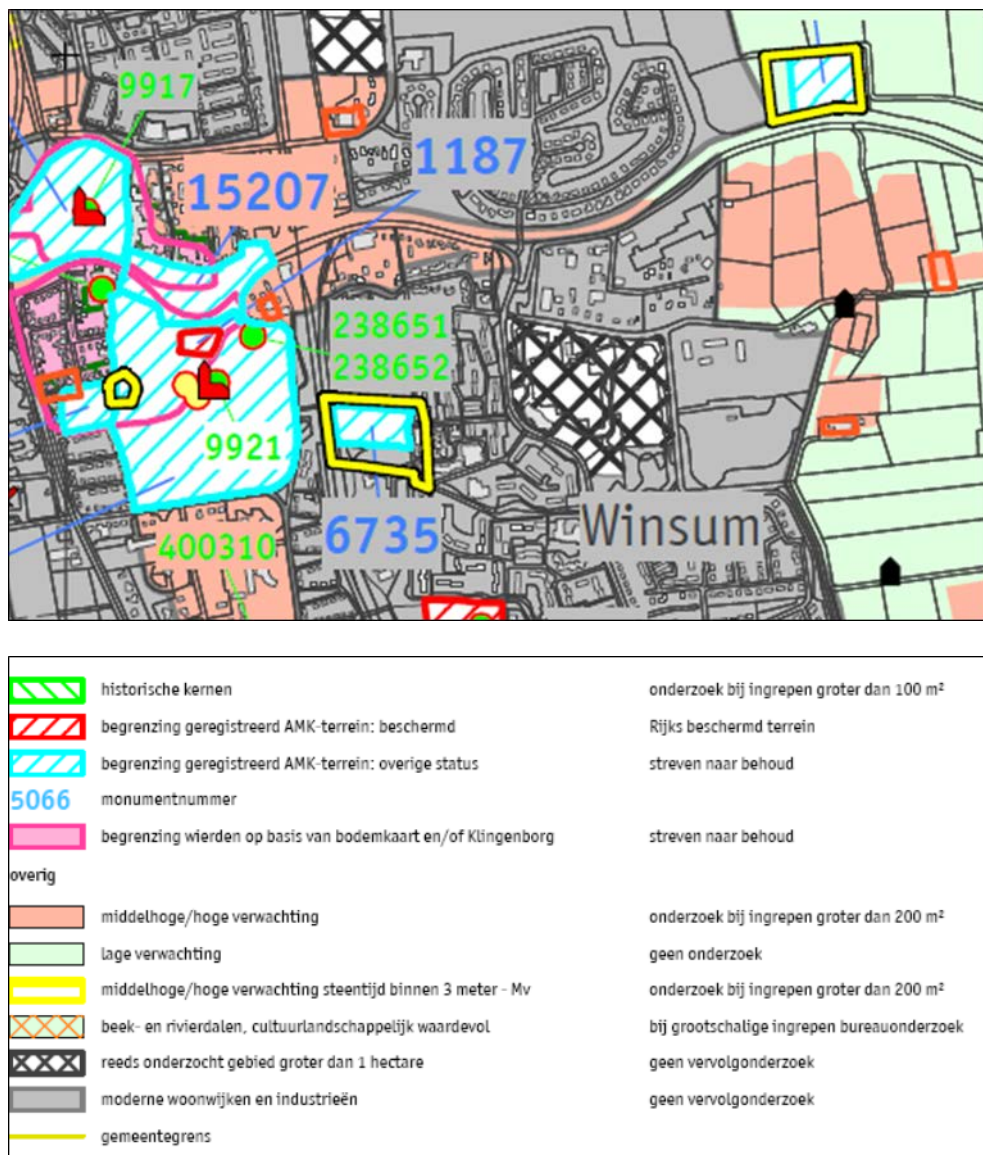 9917
1187
15207
238651
238652
9921
400310
6735
Winsum
historische kernen onderzoek bij ingrepen groter dan 100 m²
begrenzing geregistreerd AMK-terrein: beschermd Rijks beschermd terrein
begrenzing geregistreerd AMK-terrein: overige status streven naar behoud
5066 monumentnummer
begrenzing wierden op basis van bodemkaart en/of Klingenborg streven naar behoud
overig
middelhoge/hoge verwachting onderzoek bij ingrepen groter dan 200 m²
lage verwachting geen onderzoek
middelhoge/hoge verwachting steentijd binnen 3 meter - Mv onderzoek bij ingrepen groter dan 200 m²
beek- en rivierdalen, cultuurlandschappelijk waardevol bij grootschalige ingrepen bureauonderzoek
reeds onderzocht gebied groter dan 1 hectare geen vervolgonderzoek
moderne woonwijken en industrieën geen vervolgonderzoek
gemeentegrens